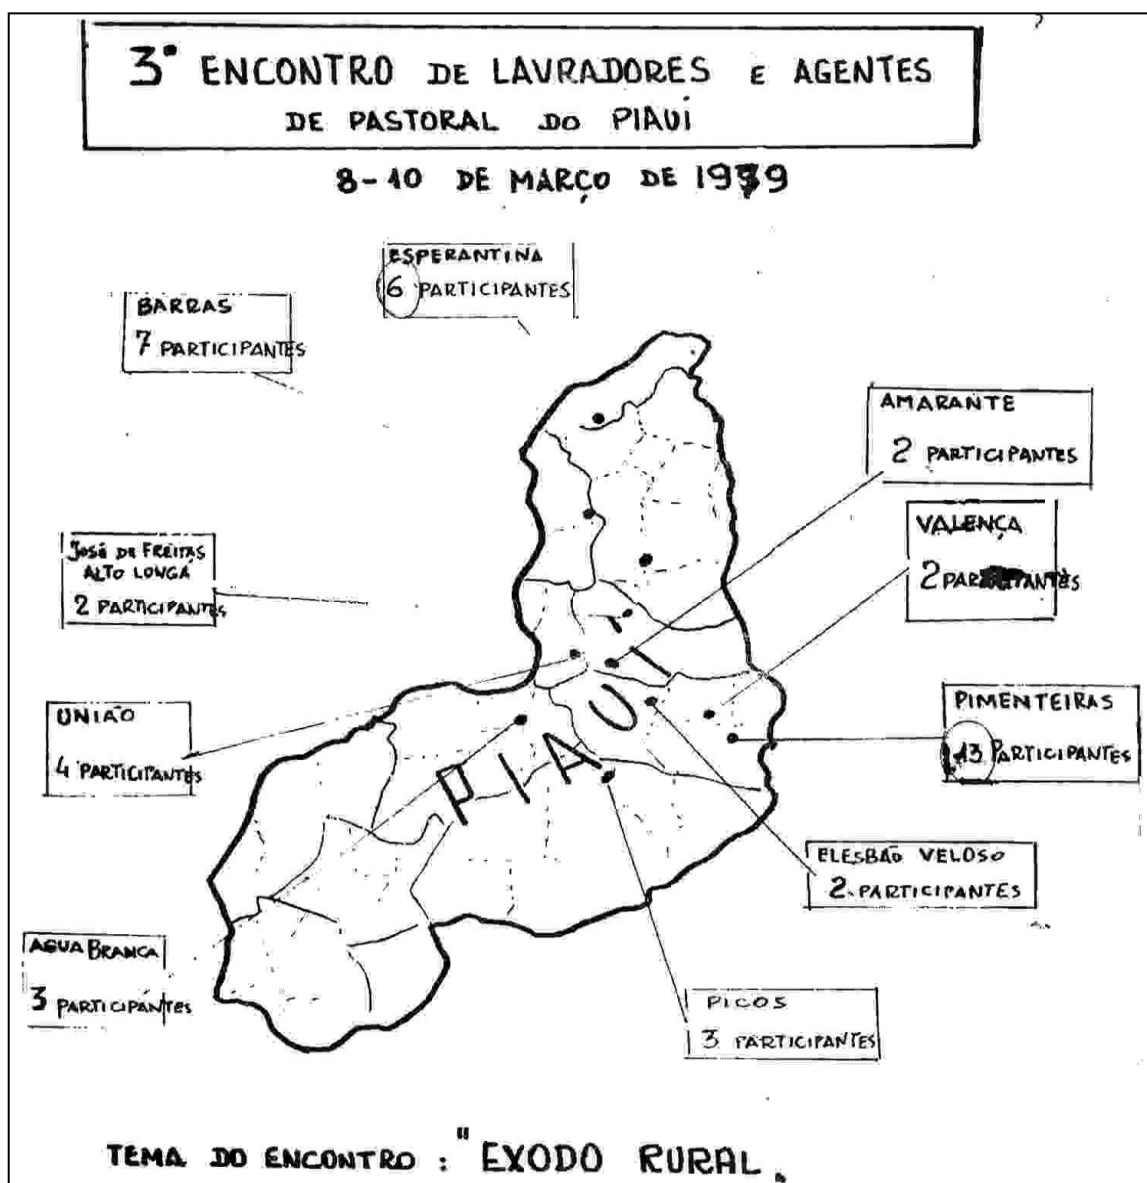 3º ENCONTRO DE LAVRADORES E AGENTES
DE PASTORAL DO PIAUÍ
8-10 DE MARÇO DE 1979
ESPERANTINA
6 PARTICIPANTES
BARRAS
7 PARTICIPANTES
AMARANTE
2 PARTICIPANTES
VALENÇA
2 PARTICIPANTES
JOSÉ DE FREITAS
ALTO LONGÁ
2 PARTICIPANTES
UNIÃO
4 PARTICIPANTES
PIMENTEIRAS
13 PARTICIPANTES
PIAUÍ
ELESBÃO VELOSO
2 PARTICIPANTES
AGUA BRANCA
3 PARTICIPANTES
PICOS
3 PARTICIPANTES
TEMA DO ENCONTRO : "EXODO RURAL"